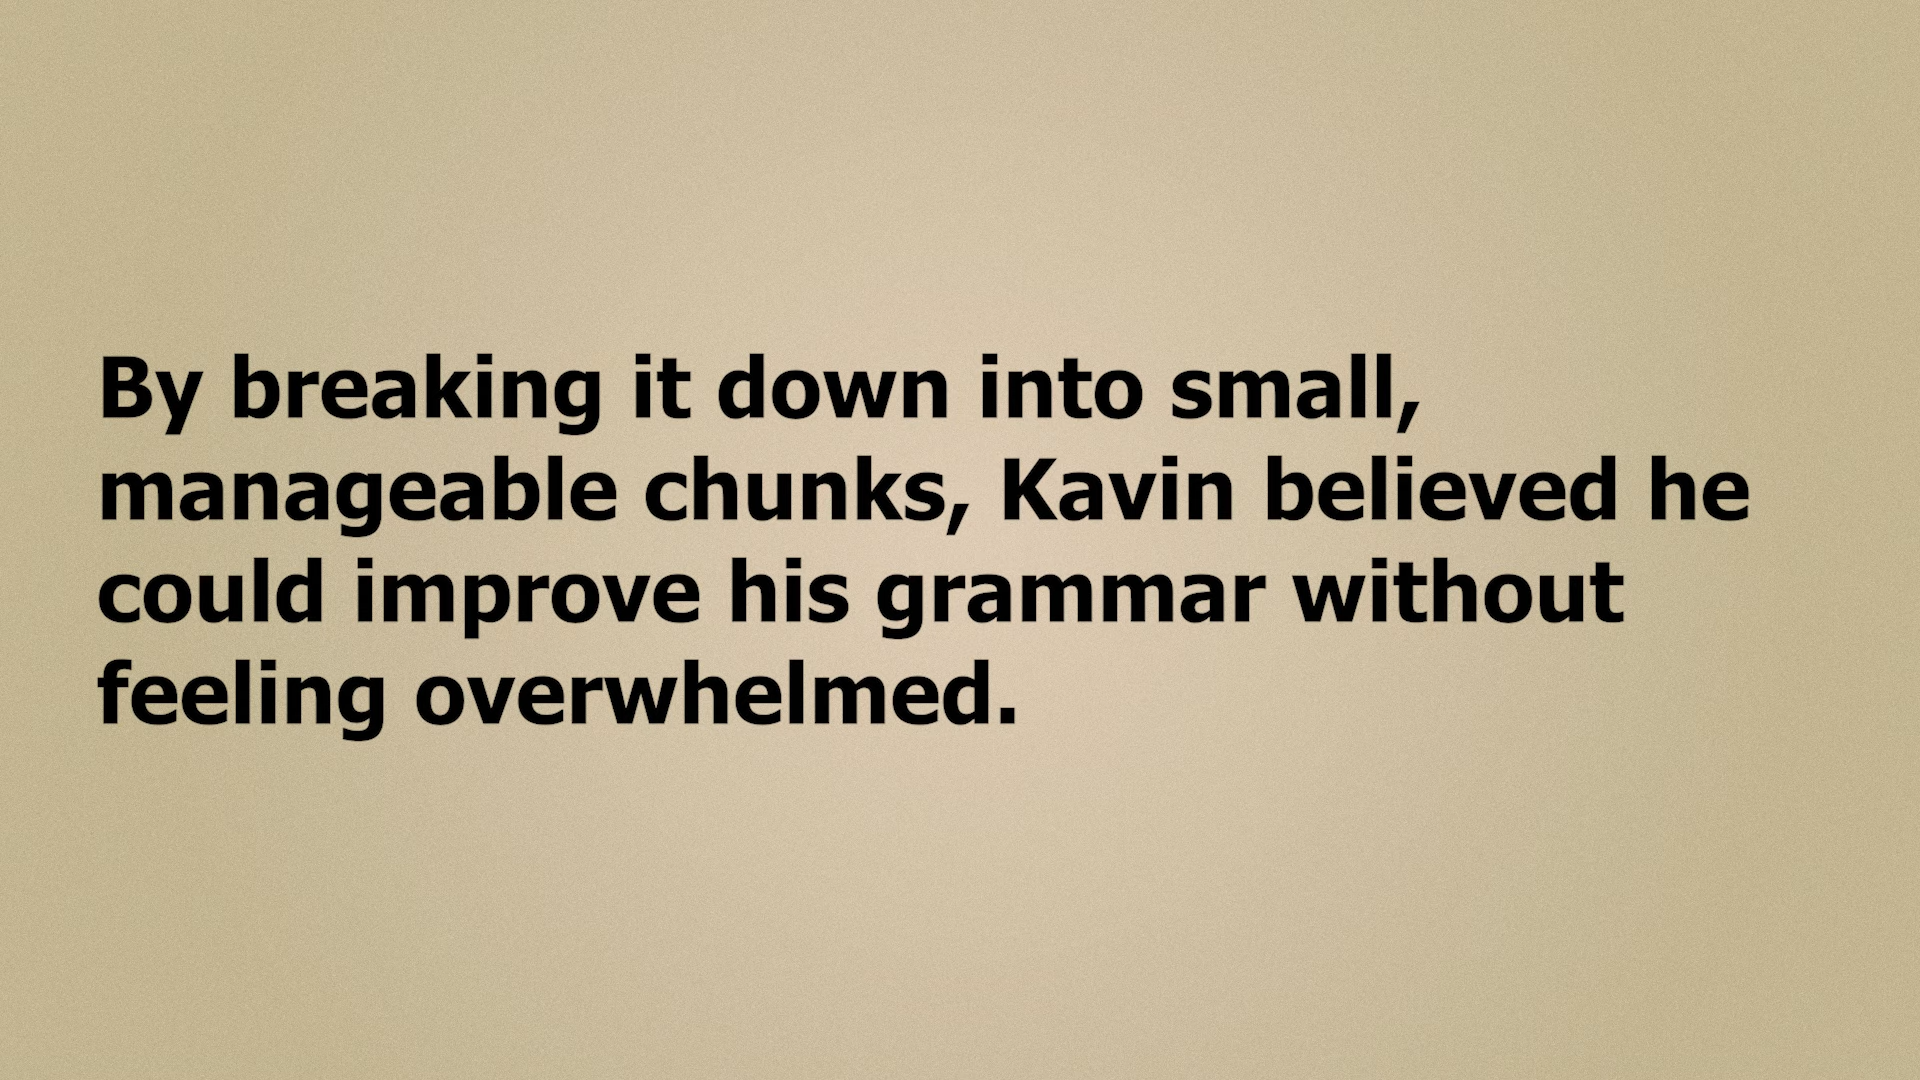 By breaking it down into small,
manageable chunks, Kavin believed he
could improve his grammar without
feeling overwhelmed.